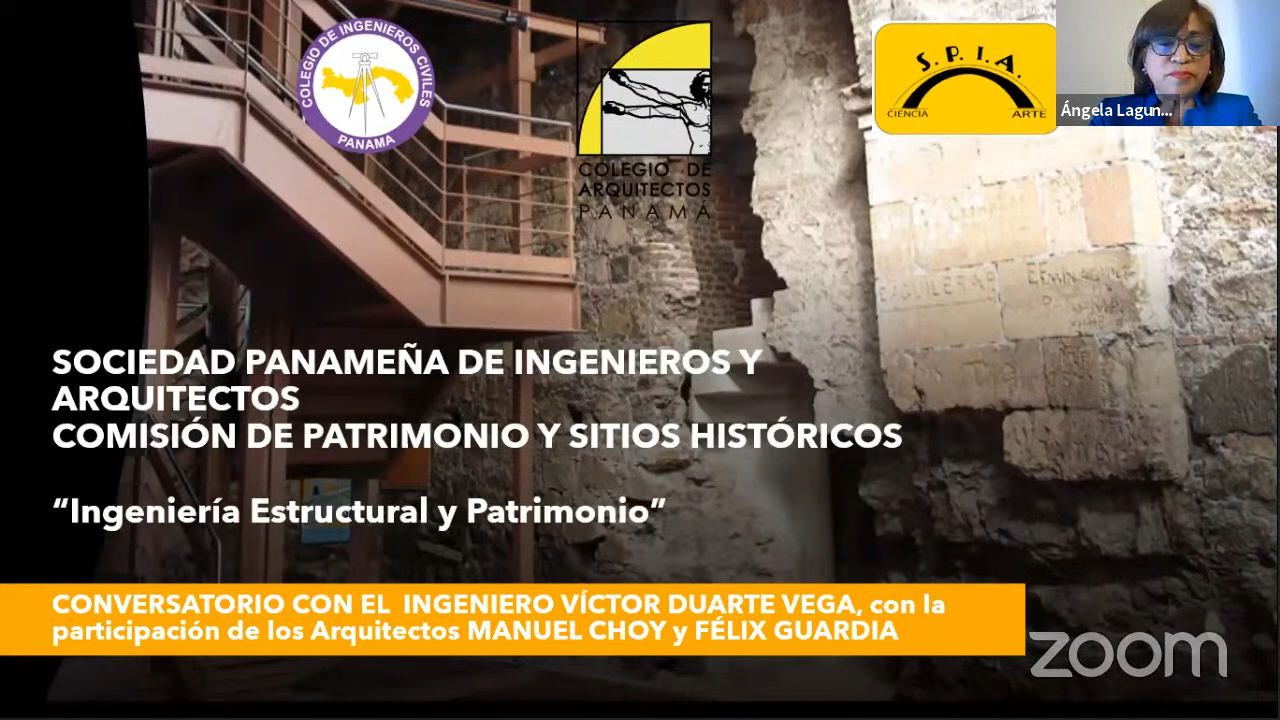 COLEGIO DE INGENIEROS CIVILES
PANAMA
COLEGIO DE
ARQUITECTOS
PANAMÁ
S.P.I.A.
CIENCIA
ARTE
Ángela Lagun...
SOCIEDAD PANAMEÑA DE INGENIEROS Y
ARQUITECTOS
COMISIÓN DE PATRIMONIO Y SITIOS HISTÓRICOS
“Ingeniería Estructural y Patrimonio”
CONVERSATORIO CON EL INGENIERO VÍCTOR DUARTE VEGA, con la
participación de los Arquitectos MANUEL CHOY y FÉLIX GUARDIA
zoom